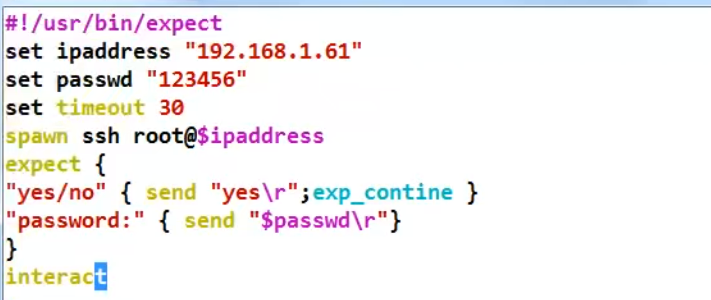 #!/usr/bin/expect
set ipaddress "192.168.1.61"
set passwd "123456"
set timeout 30
spawn ssh root@$ipaddress
expect {
"yes/no" { send "yes\r";exp_contine }
"password:" { send "$passwd\r"}
}
interact